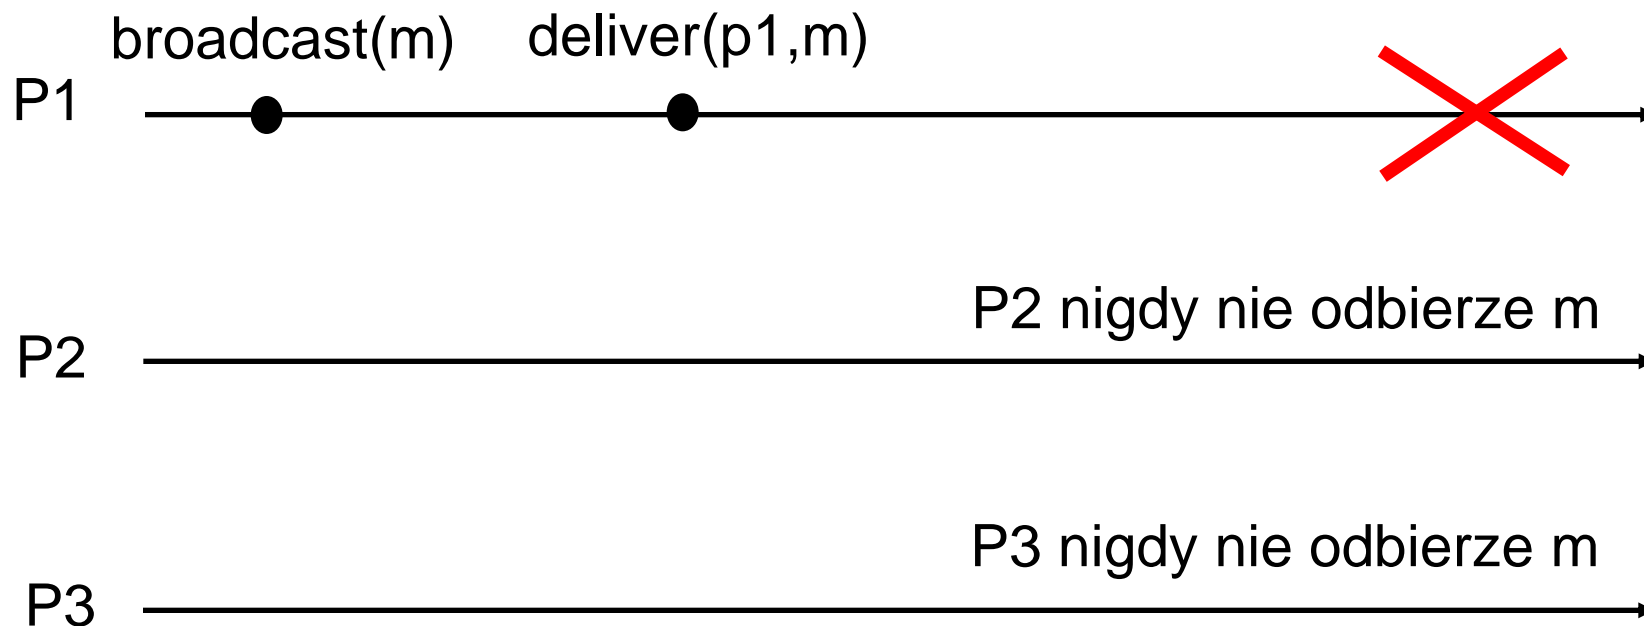 broadcast(m) deliver(p1,m)
P1
P2 nigdy nie odbierze m
P2
P3 nigdy nie odbierze m
P3